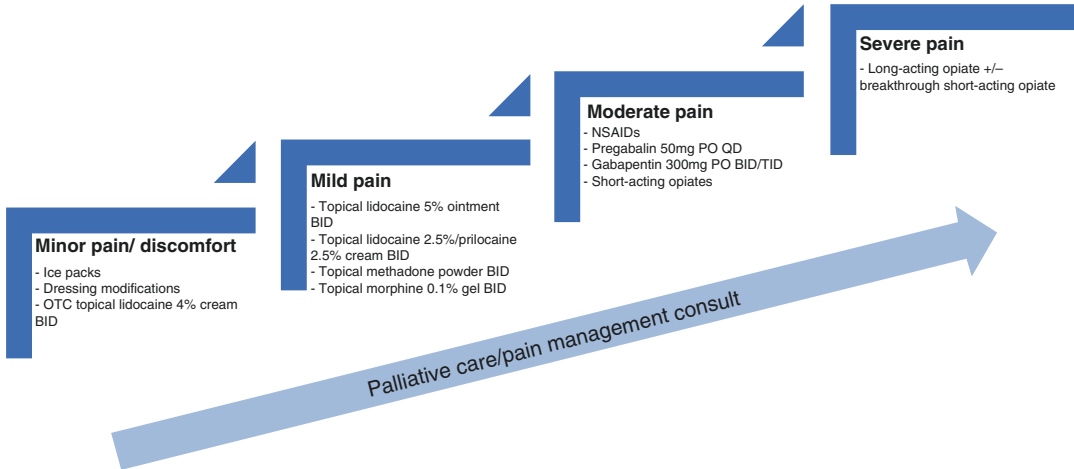 Minor pain/ discomfort
- Ice packs
- Dressing modifications
- OTC topical lidocaine 4% cream
BID
Mild pain
- Topical lidocaine 5% ointment
BID
- Topical lidocaine 2.5%/prilocaine
2.5% cream BID
- Topical methadone powder BID
- Topical morphine 0.1% gel BID
Moderate pain
- NSAIDs
- Pregabalin 50mg PO QD
- Gabapentin 300mg PO BID/TID
- Short-acting opiates
Severe pain
- Long-acting opiate +/–
breakthrough short-acting opiate
Palliative care/pain management consult